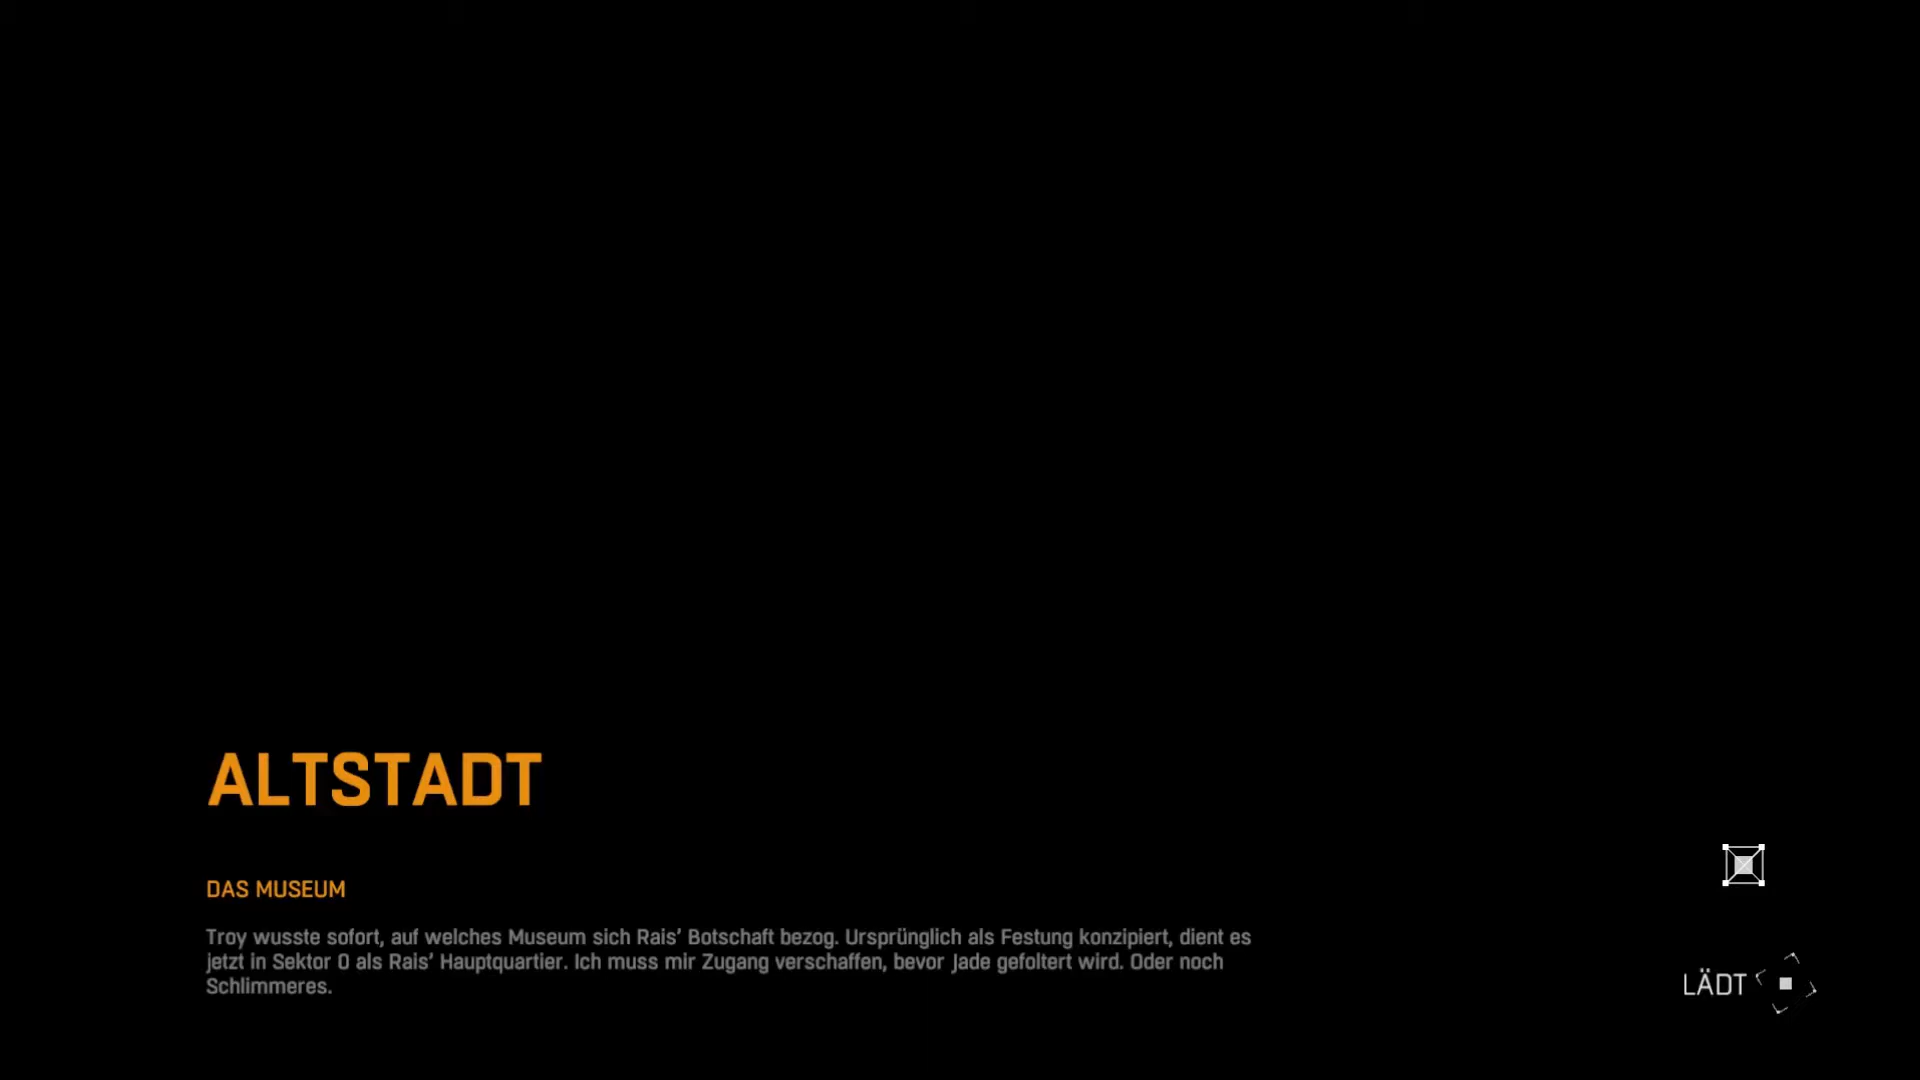 ALTSTADT
DAS MUSEUM
Troy wusste sofort, auf welches Museum sich Rais’ Botschaft bezog. Ursprünglich als Festung konzipiert, dient es
jetzt in Sektor 0 als Rais’ Hauptquartier. Ich muss mir Zugang verschaffen, bevor Jade gefoltert wird. Oder noch
Schlimmeres.
LÄDT